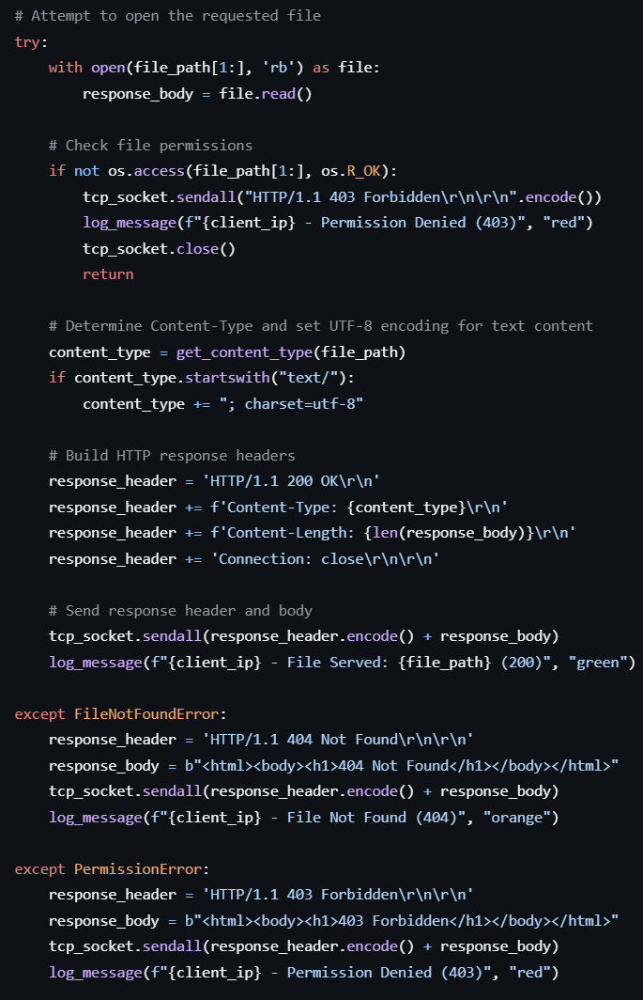 # Attempt to open the requested file
try:
    with open(file_path[1:], 'rb') as file:
        response_body = file.read()

    # Check file permissions
    if not os.access(file_path[1:], os.R_OK):
        tcp_socket.sendall("HTTP/1.1 403 Forbidden\r\n\r\n".encode())
        log_message(f"{client_ip} - Permission Denied (403)", "red")
        tcp_socket.close()
        return

    # Determine Content-Type and set UTF-8 encoding for text content
    content_type = get_content_type(file_path)
    if content_type.startswith("text/"):
        content_type += "; charset=utf-8"

    # Build HTTP response headers
    response_header = 'HTTP/1.1 200 OK\r\n'
    response_header += f'Content-Type: {content_type}\r\n'
    response_header += f'Content-Length: {len(response_body)}\r\n'
    response_header += 'Connection: close\r\n\r\n'

    # Send response header and body
    tcp_socket.sendall(response_header.encode() + response_body)
    log_message(f"{client_ip} - File Served: {file_path} (200)", "green")

except FileNotFoundError:
    response_header = 'HTTP/1.1 404 Not Found\r\n\r\n'
    response_body = b"<html><body><h1>404 Not Found</h1></body></html>"
    tcp_socket.sendall(response_header.encode() + response_body)
    log_message(f"{client_ip} - File Not Found (404)", "orange")

except PermissionError:
    response_header = 'HTTP/1.1 403 Forbidden\r\n\r\n'
    response_body = b"<html><body><h1>403 Forbidden</h1></body></html>"
    tcp_socket.sendall(response_header.encode() + response_body)
    log_message(f"{client_ip} - Permission Denied (403)", "red")